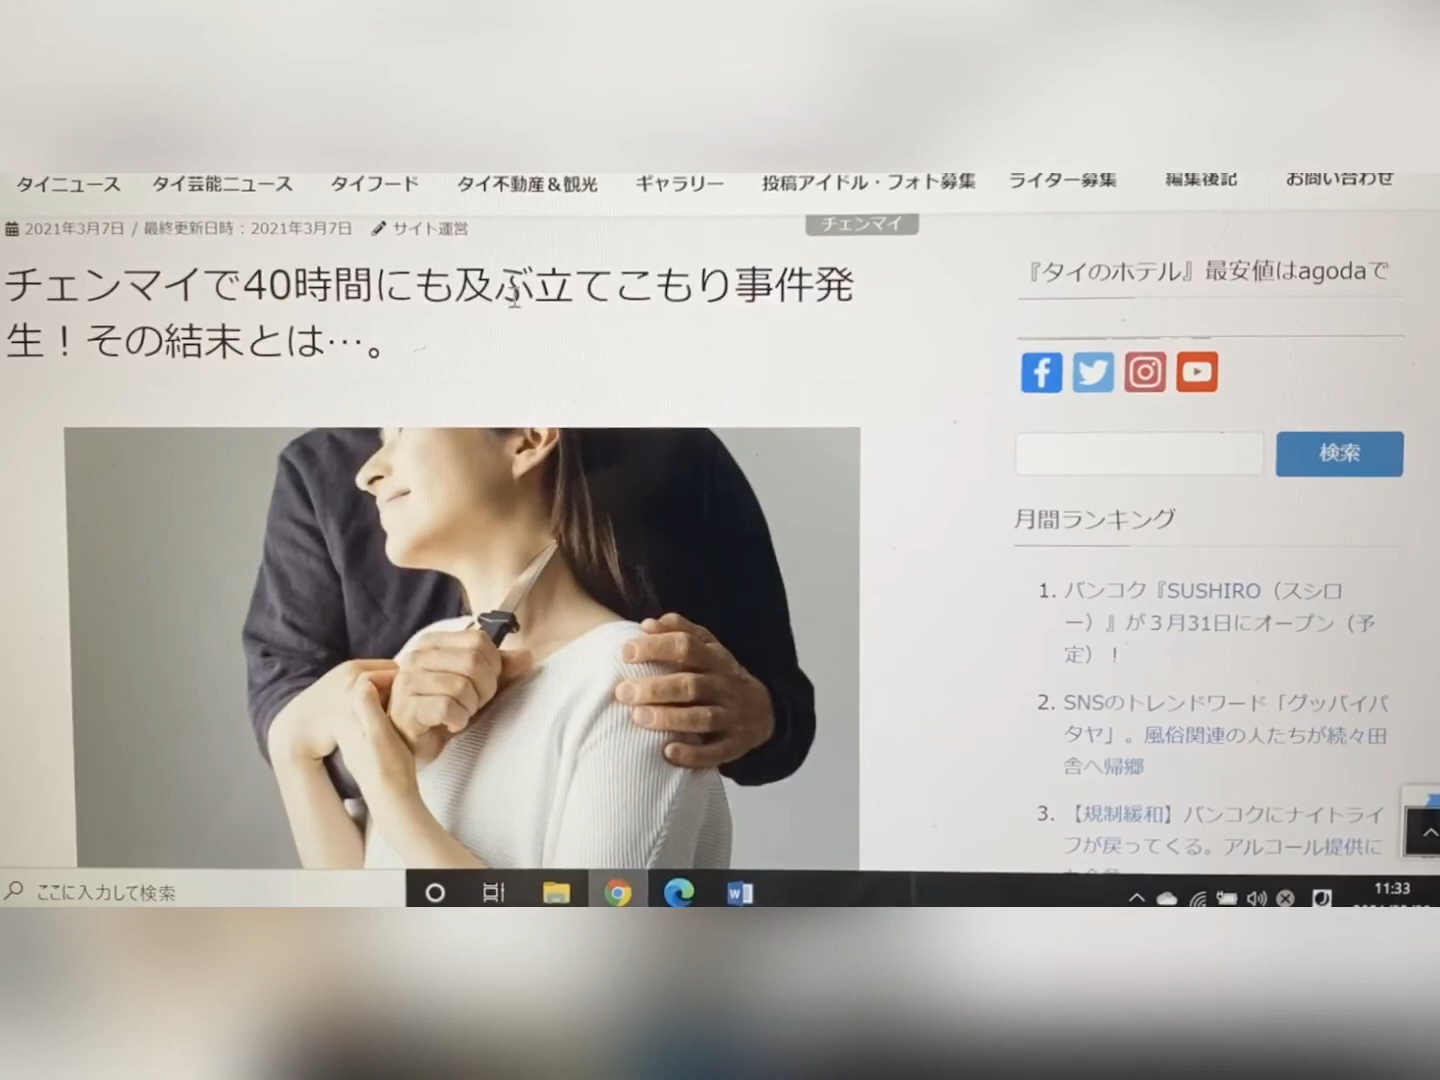 タイニュース タイ芸能ニュース タイフード タイ不動産&観光 ギャラリー 投稿アイドル・フォト募集 ライター募集 編集後記 お問い合わせ
2021年3月7日 / 最終更新日時 : 2021年3月7日 サイト運営
チェンマイ
チェンマイで40時間にも及ぶ立てこもり事件発
生！その結末とは…。
『タイのホテル』最安値はagodaで
検索
月間ランキング
1. バンコク『SUSHIRO（スシロ
ー）』が３月31日にオープン（予
定）！
2. SNSのトレンドワード「グッバイパ
タヤ」。風俗関連の人たちが続々田
舎へ帰郷
3. 【規制緩和】バンコクにナイトライ
フが戻ってくる。アルコール提供に
ここに入力して検索
11:33